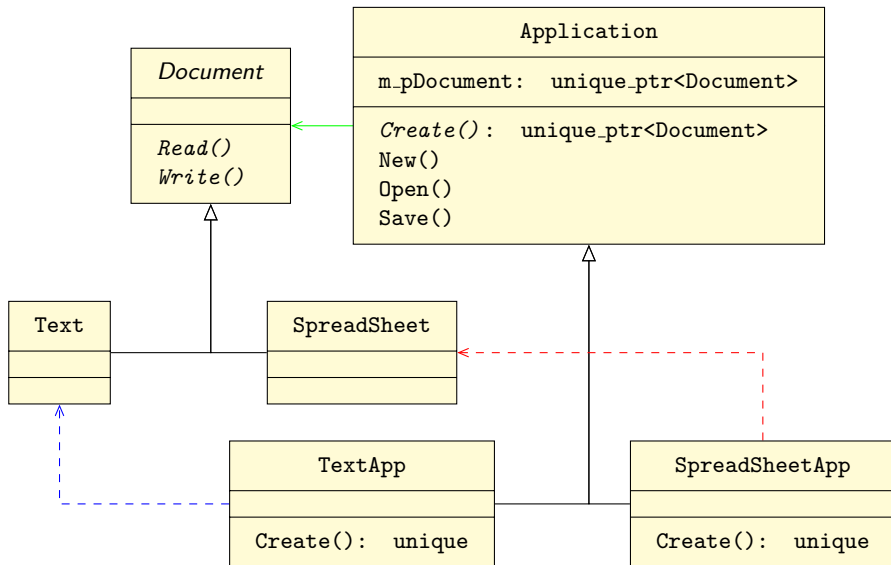 Document
Read()
Write()
Application
m_pDocument: unique_ptr<Document>
Create(): unique_ptr<Document>
New()
Open()
Save()
Text
SpreadSheet
TextApp
Create(): unique
SpreadSheetApp
Create(): unique